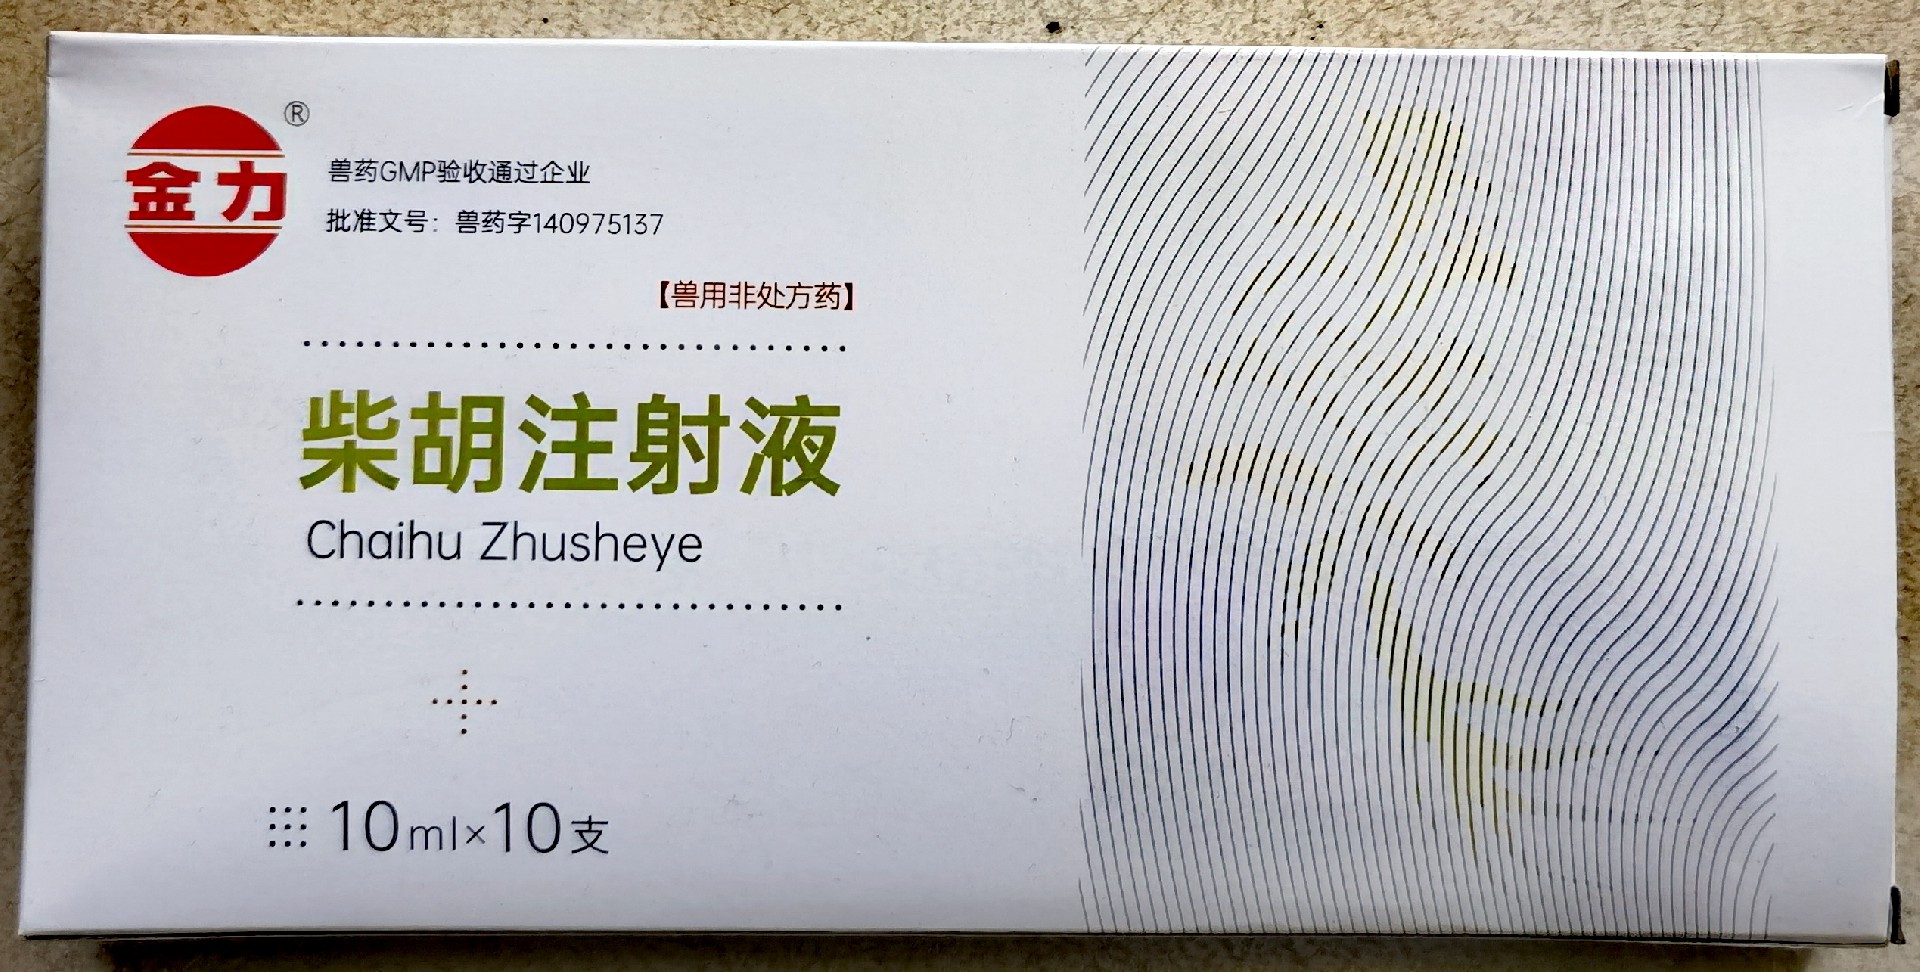 金力®
兽药GMP验收通过企业
批准文号：兽药字140975137
【兽用非处方药】
柴胡注射液
Chaihu Zhusheye
10ml×10支